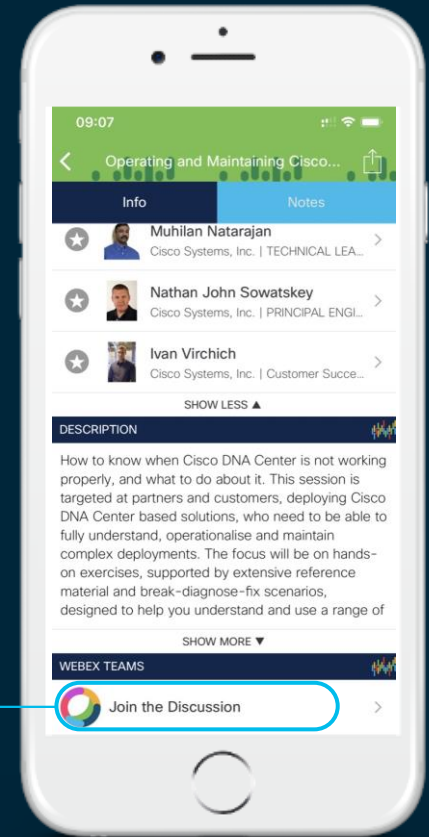 09:07
Operating and Maintaining Cisco...
Info
Notes
Muhilan Natarajan
Cisco Systems, Inc. | TECHNICAL LEA...
Nathan John Sowatskey
Cisco Systems, Inc. | PRINCIPAL ENGI...
Ivan Virchich
Cisco Systems, Inc. | Customer Succe...
SHOW LESS ▲
DESCRIPTION
How to know when Cisco DNA Center is not working
properly, and what to do about it. This session is
targeted at partners and customers, deploying Cisco
DNA Center based solutions, who need to be able to
fully understand, operationalise and maintain
complex deployments. The focus will be on hands-
on exercises, supported by extensive reference
material and break-diagnose-fix scenarios,
designed to help you understand and use a range of
SHOW MORE ▼
WEBEX TEAMS
Join the Discussion